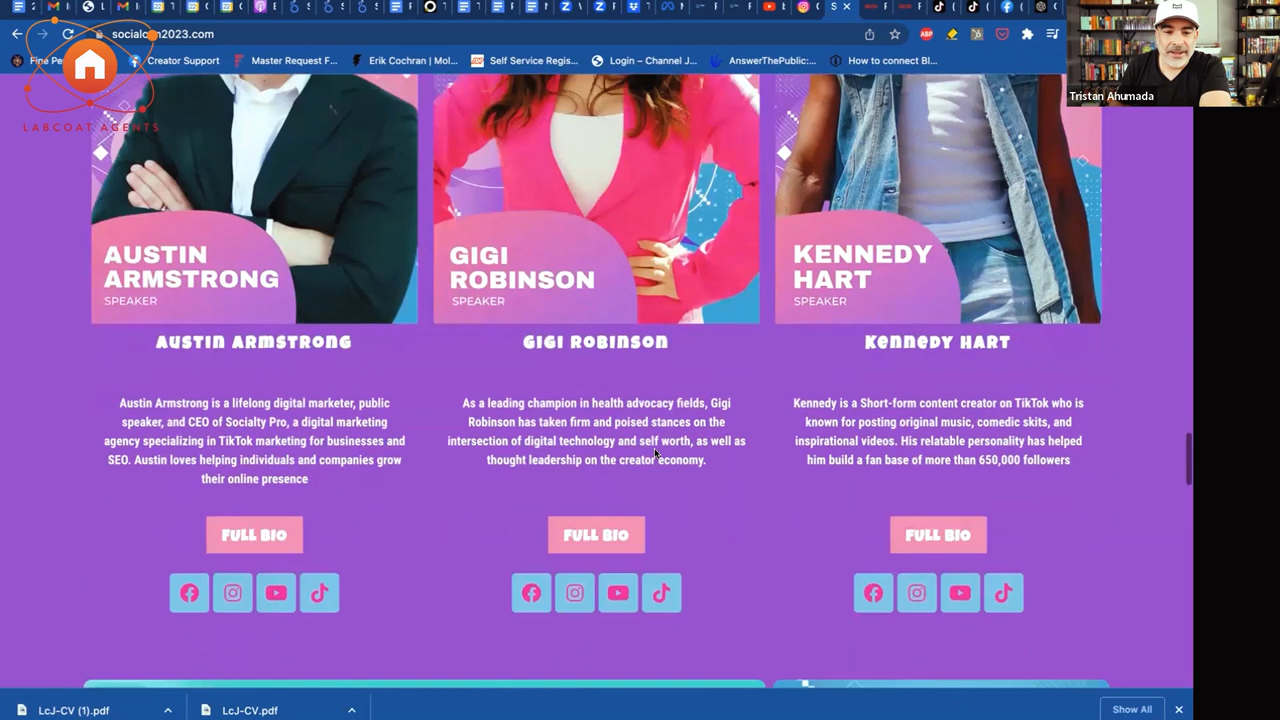 socialcon2023.com
Fine Pe
Creator Support
Master Request F...
Erik Cochran | Mol...
Self Service Regis...
Login – Channel J...
AnswerThePublic:...
How to connect Bl...
ABP
Tristan Ahumada
LABCOAT AGENTS
AUSTIN
ARMSTRONG
SPEAKER
GIGI
ROBINSON
SPEAKER
KENNEDY
HART
SPEAKER
Austin Armstrong
Gigi Robinson
Kennedy Hart
Austin Armstrong is a lifelong digital marketer, public
speaker, and CEO of Socialty Pro, a digital marketing
agency specializing in TikTok marketing for businesses and
SEO. Austin loves helping individuals and companies grow
their online presence
As a leading champion in health advocacy fields, Gigi
Robinson has taken firm and poised stances on the
intersection of digital technology and self worth, as well as
thought leadership on the creator economy.
Kennedy is a Short-form content creator on TikTok who is
known for posting original music, comedic skits, and
inspirational videos. His relatable personality has helped
him build a fan base of more than 650,000 followers
FULL BIO
FULL BIO
FULL BIO
LcJ-CV (1).pdf
LcJ-CV.pdf
Show All